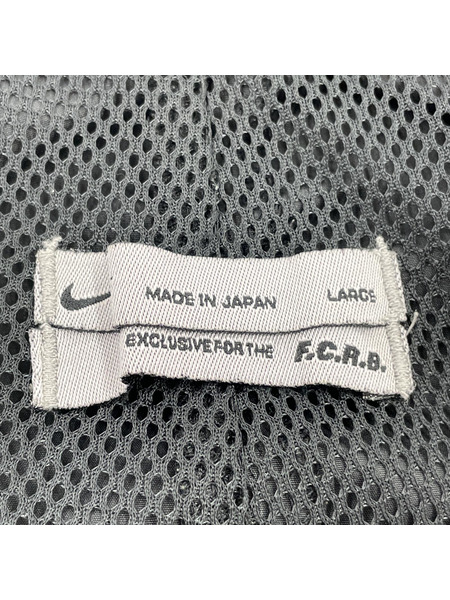 MADE IN JAPAN LARGE
EXCLUSIVE FOR THE F.C.R.B.